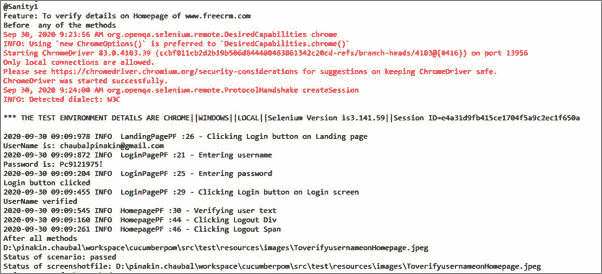 @Sanity1
Feature: To verify details on Homepage of www.freecrm.com
Before  any of the methods
Sep 30, 2020 9:23:56 AM org.openqa.selenium.remote.DesiredCapabilities chrome
INFO: Using `new ChromeOptions()` is preferred to `DesiredCapabilities.chrome()`
Starting ChromeDriver 83.0.4103.39 (ccbf011cb2d2b19b506d844400483861342c20cd-refs/branch-heads/4103@{#416}) on port 13956
Only local connections are allowed.
Please see https://chromedriver.chromium.org/security-considerations for suggestions on keeping ChromeDriver safe.
ChromeDriver was started successfully.
Sep 30, 2020 9:24:00 AM org.openqa.selenium.remote.ProtocolHandshake createSession
INFO: Detected dialect: W3C
*** THE TEST ENVIRONMENT DETAILS ARE CHROME||WINDOWS||LOCAL||Selenium Version is3.141.59||Session ID=e4a31d9fb415ce1704f5a9c2ec1f650a
2020-09-30 09:09:978 INFO  LandingPagePF :26 - Clicking Login button on Landing page
UserName is: chaubalpinakin@gmail.com
2020-09-30 09:09:872 INFO  LoginPagePF :21 - Entering username
Password is: Pc9121975!
2020-09-30 09:09:204 INFO  LoginPagePF :25 - Entering password
Login button clicked
2020-09-30 09:09:455 INFO  LoginPagePF :29 - Clicking Login button on Login screen
UserName verified
2020-09-30 09:09:545 INFO  HomepagePF :30 - Verifying user text
2020-09-30 09:09:160 INFO  HomepagePF :44 - Clicking Logout Div
2020-09-30 09:09:261 INFO  HomepagePF :46 - Clicking Logout Span
After all methods
D:\pinakin.chaubal\workspace\cucumberpom\src\test\resources\images\ToverifyusernameonHomepage.jpeg
Status of scenario: passed
Status of screenshotfile: D:\pinakin.chaubal\workspace\cucumberpom\src\test\resources\images\ToverifyusernameonHomepage.jpeg